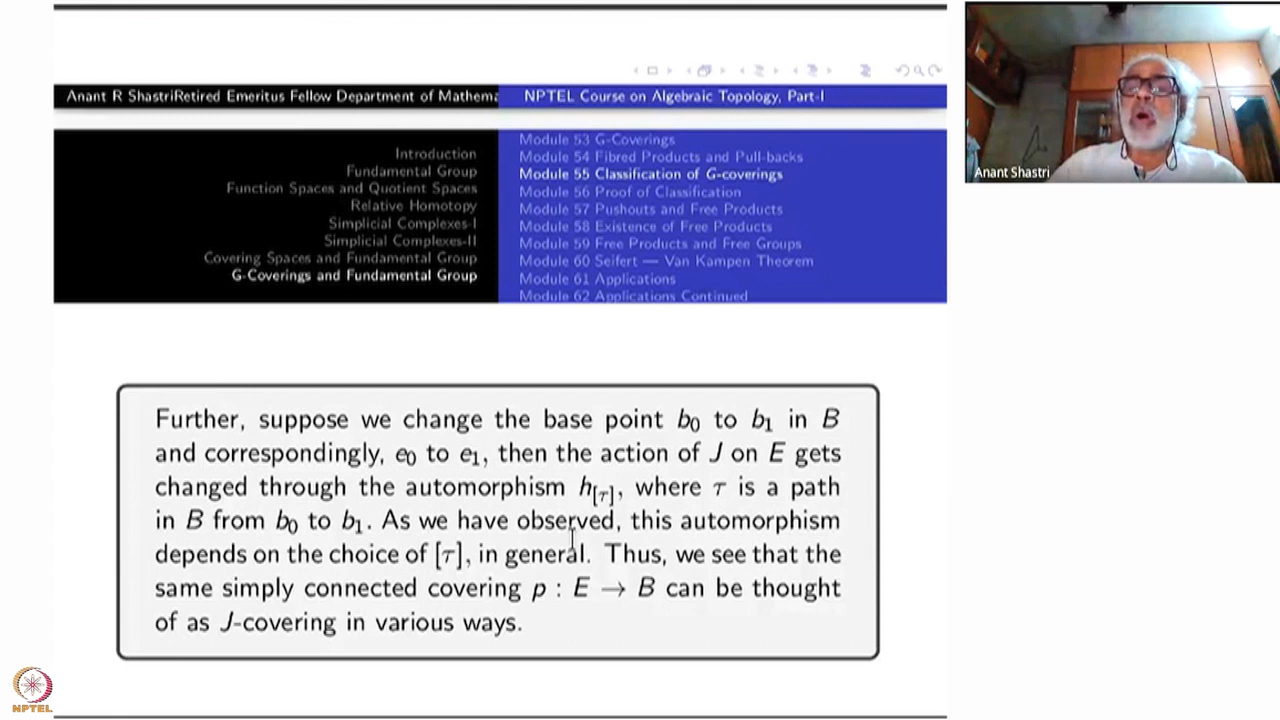 Anant R ShastriRetired Emeritus Fellow Department of Mathema
NPTEL Course on Algebraic Topology, Part-I
Introduction
Fundamental Group
Function Spaces and Quotient Spaces
Relative Homotopy
Simplicial Complexes-I
Simplicial Complexes-II
Covering Spaces and Fundamental Group
G-Coverings and Fundamental Group
Module 53 G-Coverings
Module 54 Fibred Products and Pull-backs
Module 55 Classification of G-coverings
Module 56 Proof of Classification
Module 57 Pushouts and Free Products
Module 58 Existence of Free Products
Module 59 Free Products and Free Groups
Module 60 Seifert — Van Kampen Theorem
Module 61 Applications
Module 62 Applications Continued
Anant Shastri
Further, suppose we change the base point b₀ to b₁ in B
and correspondingly, e₀ to e₁, then the action of J on E gets
changed through the automorphism h[τ], where τ is a path
in B from b₀ to b₁. As we have observed, this automorphism
depends on the choice of [τ], in general. Thus, we see that the
same simply connected covering p : E → B can be thought
of as J-covering in various ways.
NPTEL